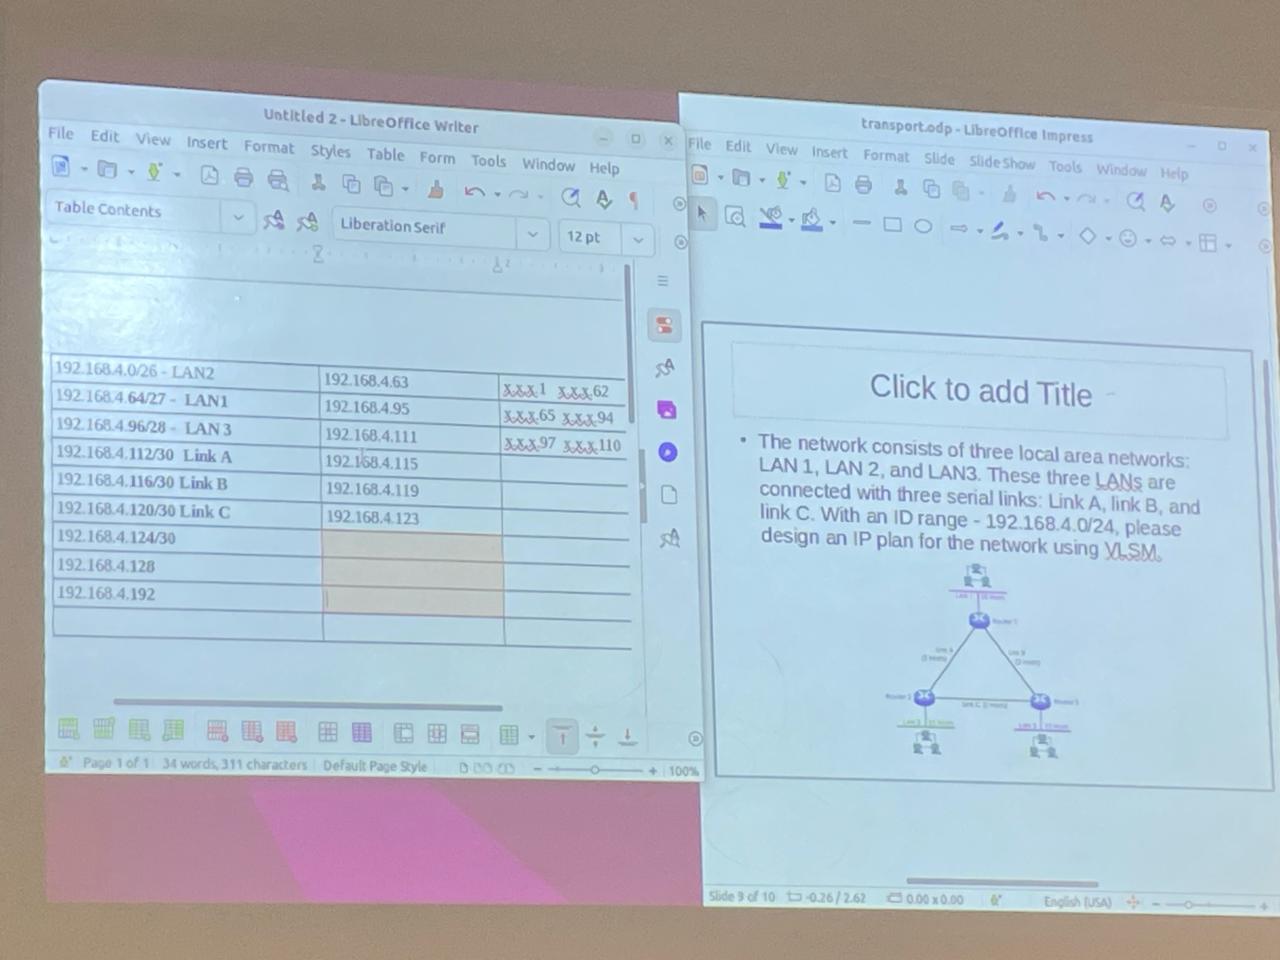 Untitled 2 - LibreOffice Writer
File Edit View Insert Format Styles Table Form Tools Window Help
Table Contents
Liberation Serif
12 pt
192.168.4.0/26 - LAN2 192.168.4.63 x.x.x.1 x.x.x.62
192.168.4.64/27 - LAN1 192.168.4.95 x.x.x.65 x.x.x.94
192.168.4.96/28 - LAN 3 192.168.4.111 x.x.x.97 x.x.x.110
192.168.4.112/30 Link A 192.168.4.115
192.168.4.116/30 Link B 192.168.4.119
192.168.4.120/30 Link C 192.168.4.123
192.168.4.124/30
192.168.4.128
192.168.4.192
Page 1 of 1 34 words, 311 characters Default Page Style 100%
transport.odp - LibreOffice Impress
File Edit View Insert Format Slide Slide Show Tools Window Help
Click to add Title
• The network consists of three local area networks:
LAN 1, LAN 2, and LAN3. These three LANs are
connected with three serial links: Link A, link B, and
link C. With an ID range - 192.168.4.0/24, please
design an IP plan for the network using VLSM.
Slide 9 of 10 -0.26 / 2.62 0.00 x 0.00 English (USA)